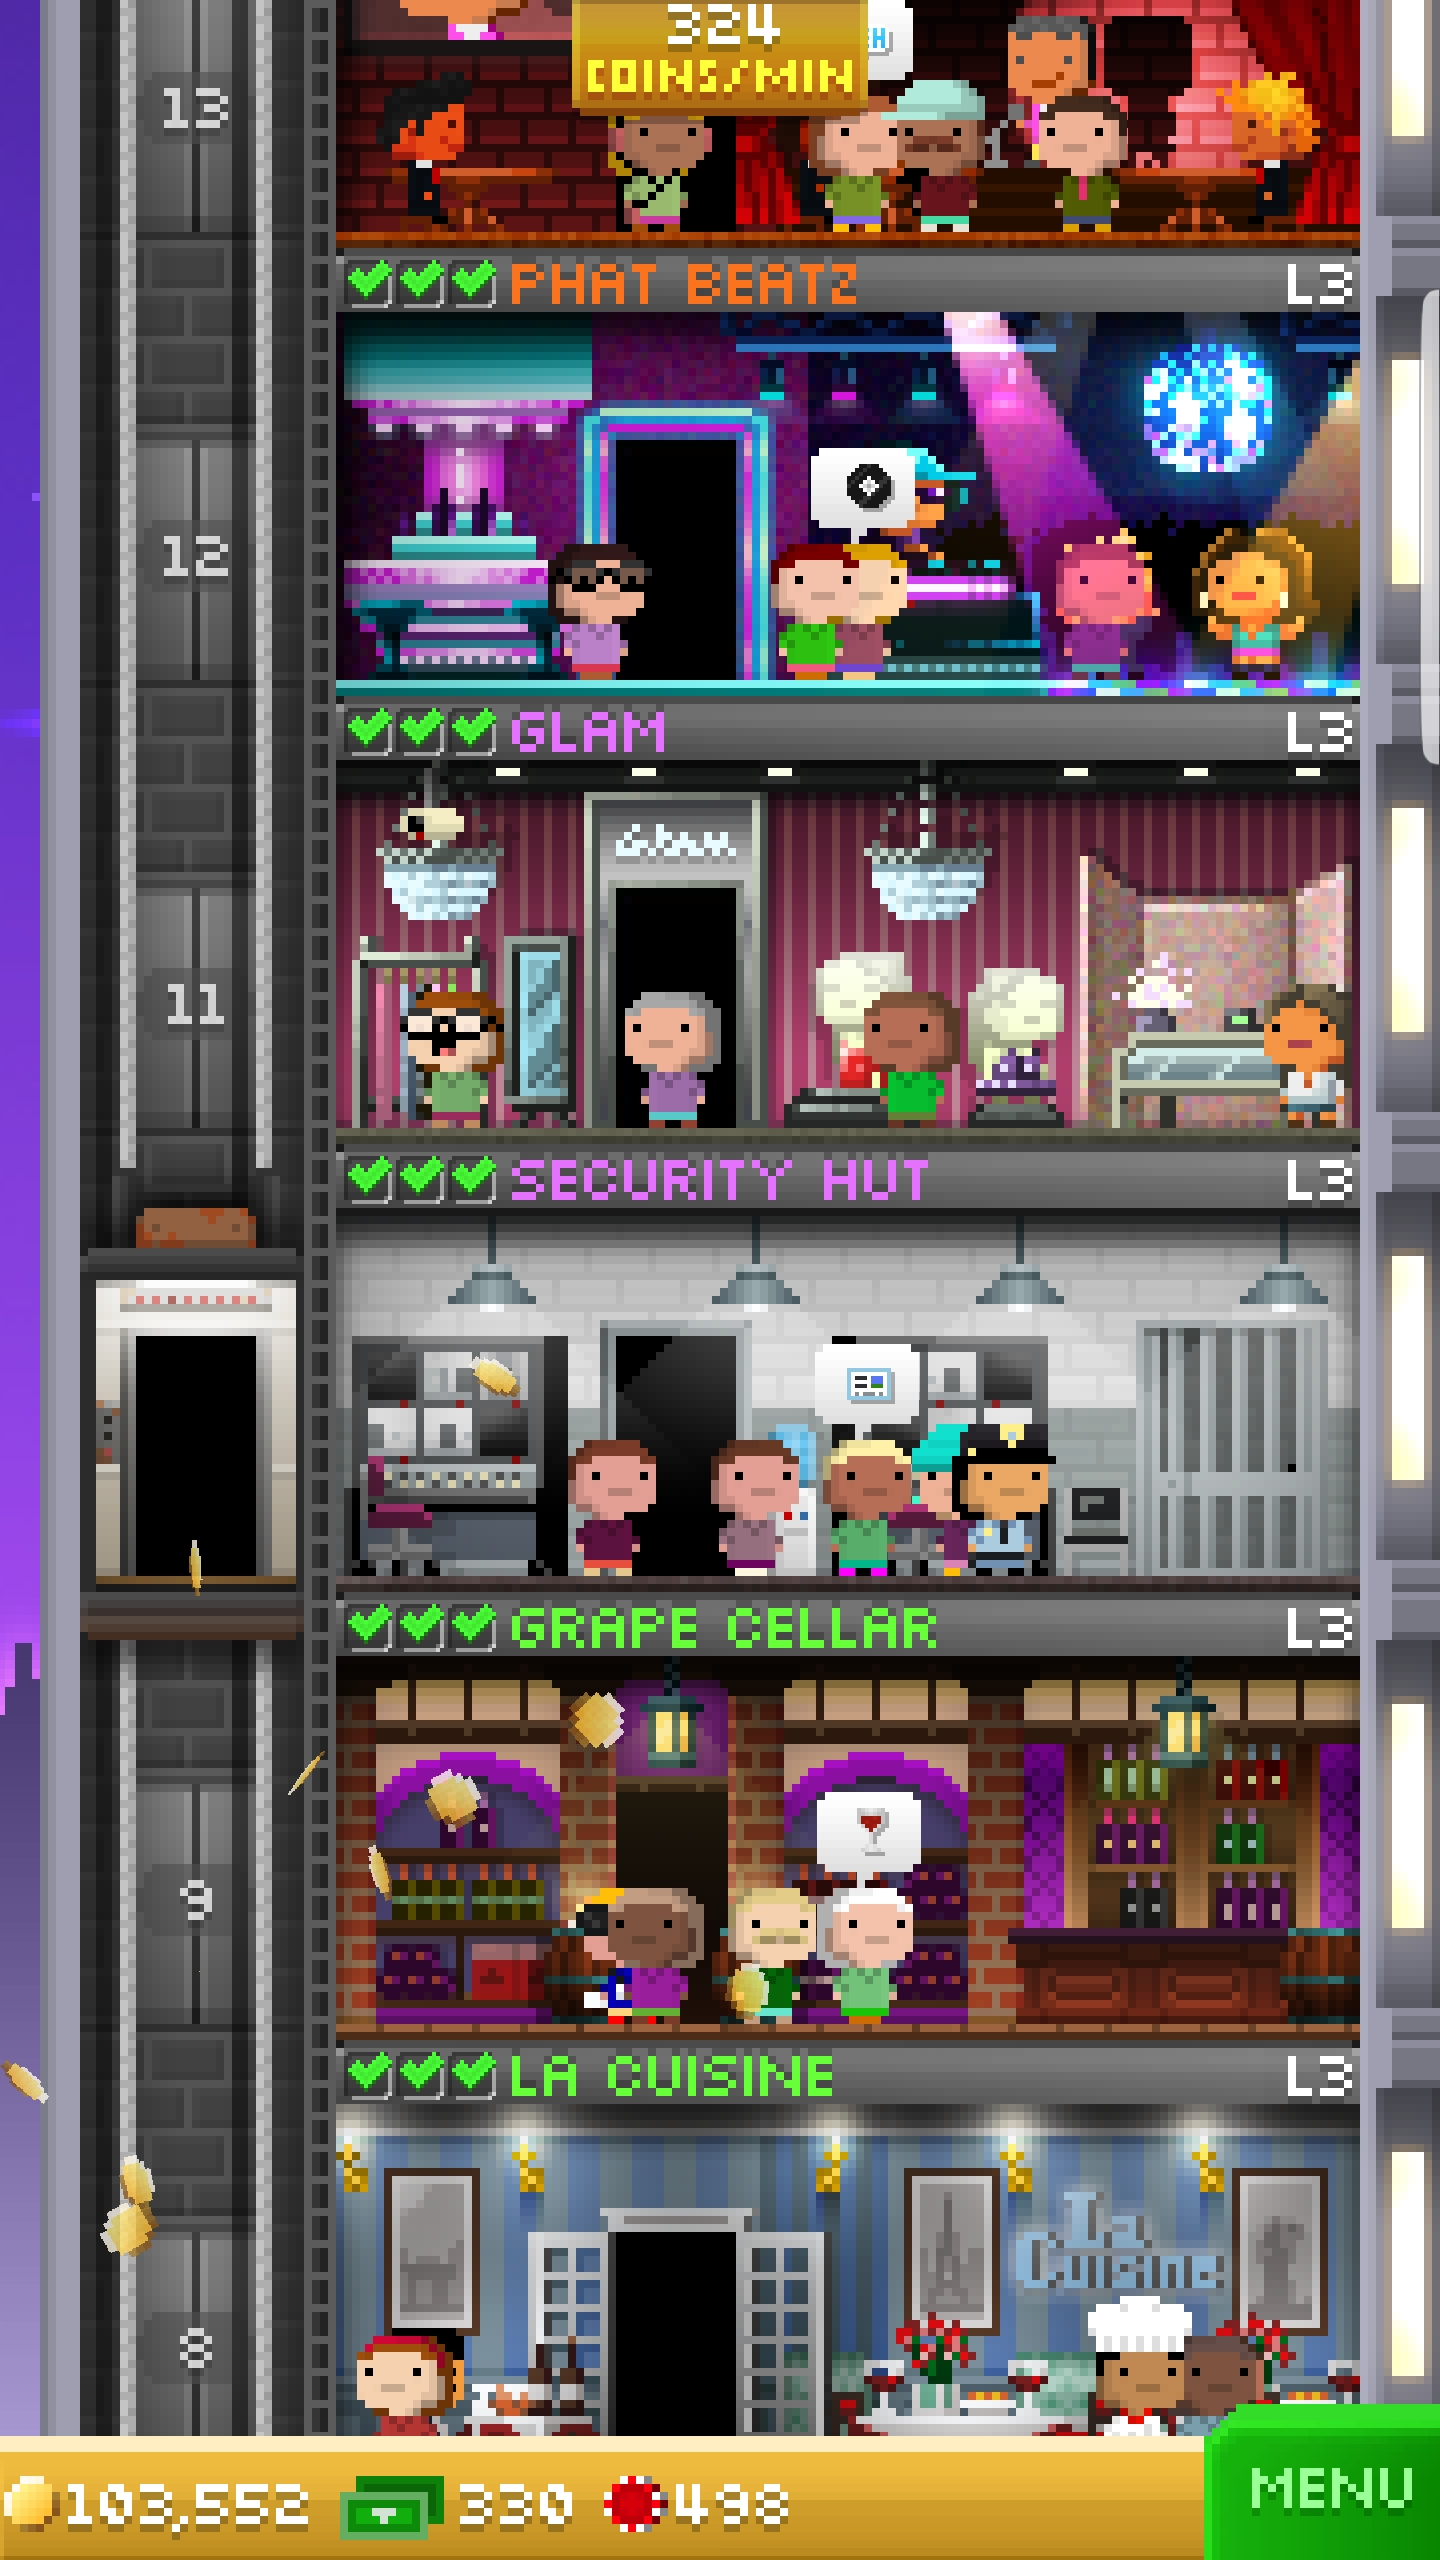 324
COINS/MIN
13
PHAT BEATZ
L3
12
GLAM
L3
Glam
11
SECURITY HUT
L3
GRAPE CELLAR
L3
9
LA CUISINE
L3
La
Cuisine
8
103,552
330
498
MENU